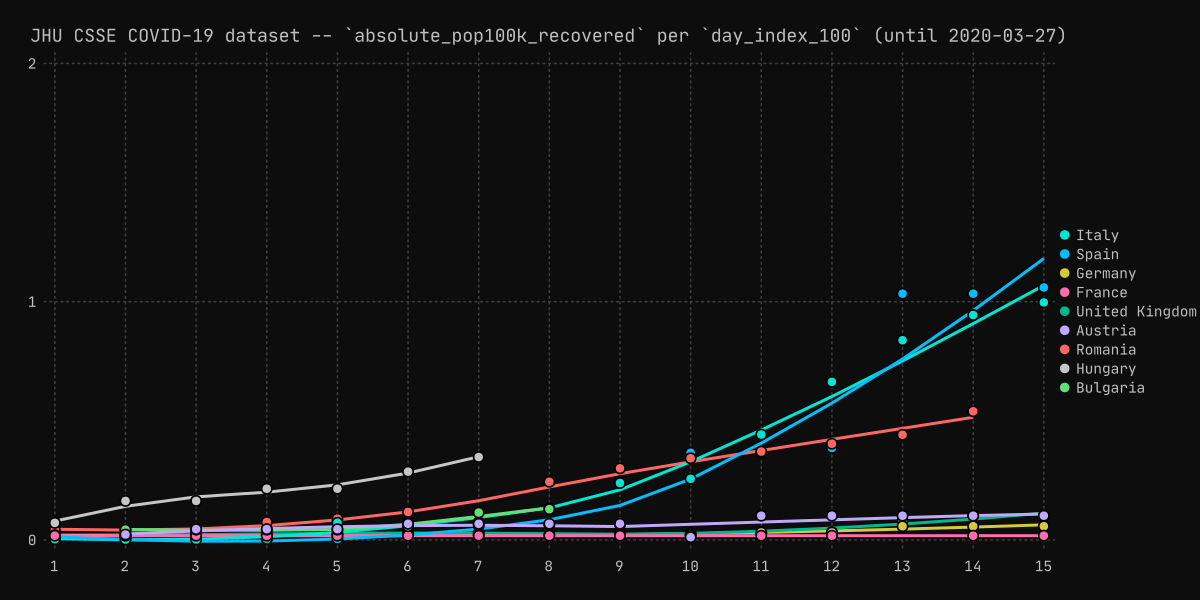 JHU CSSE COVID-19 dataset -- `absolute_pop100k_recovered` per `day_index_100` (until 2020-03-27)
2
1
0
1 2 3 4 5 6 7 8 9 10 11 12 13 14 15
Italy
Spain
Germany
France
United Kingdom
Austria
Romania
Hungary
Bulgaria